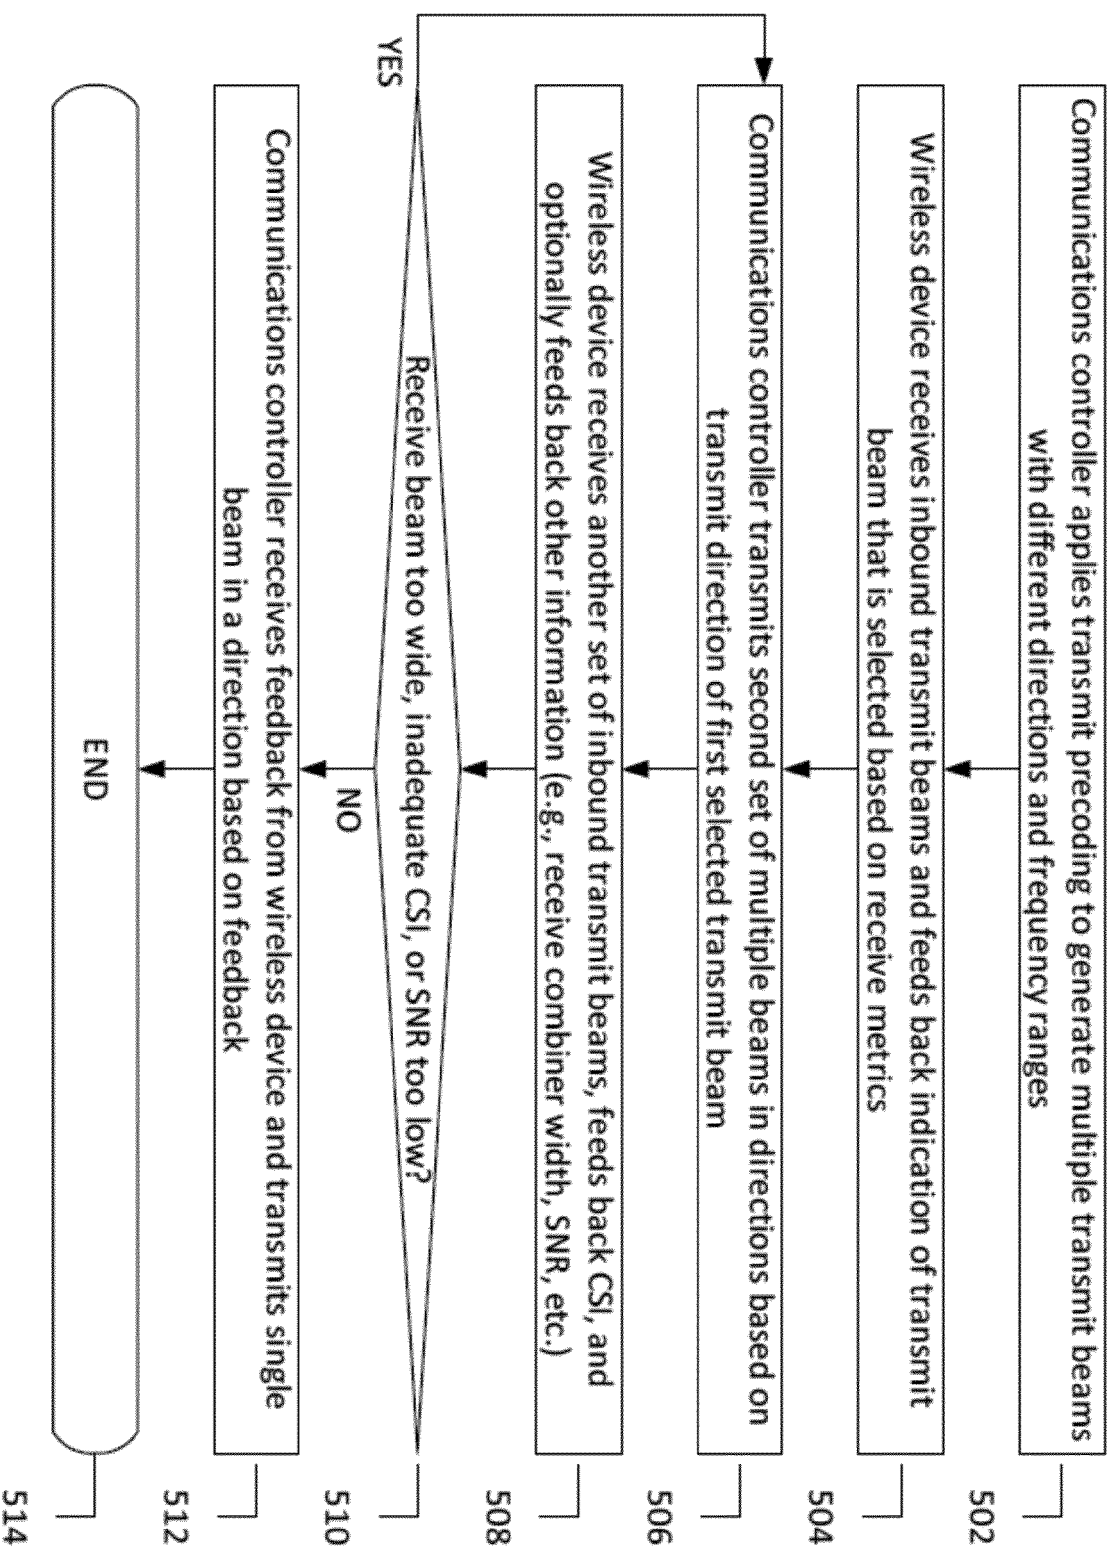 Communications controller applies transmit precoding to generate multiple transmit beams
with different directions and frequency ranges
502
Wireless device receives inbound transmit beams and feeds back indication of transmit
beam that is selected based on receive metrics
504
Communications controller transmits second set of multiple beams in directions based on
transmit direction of first selected transmit beam
506
Wireless device receives another set of inbound transmit beams, feeds back CSI, and
optionally feeds back other information (e.g., receive combiner width, SNR, etc.)
508
YES
Receive beam too wide, inadequate CSI, or SNR too low?
510
NO
Communications controller receives feedback from wireless device and transmits single
beam in a direction based on feedback
512
END
514